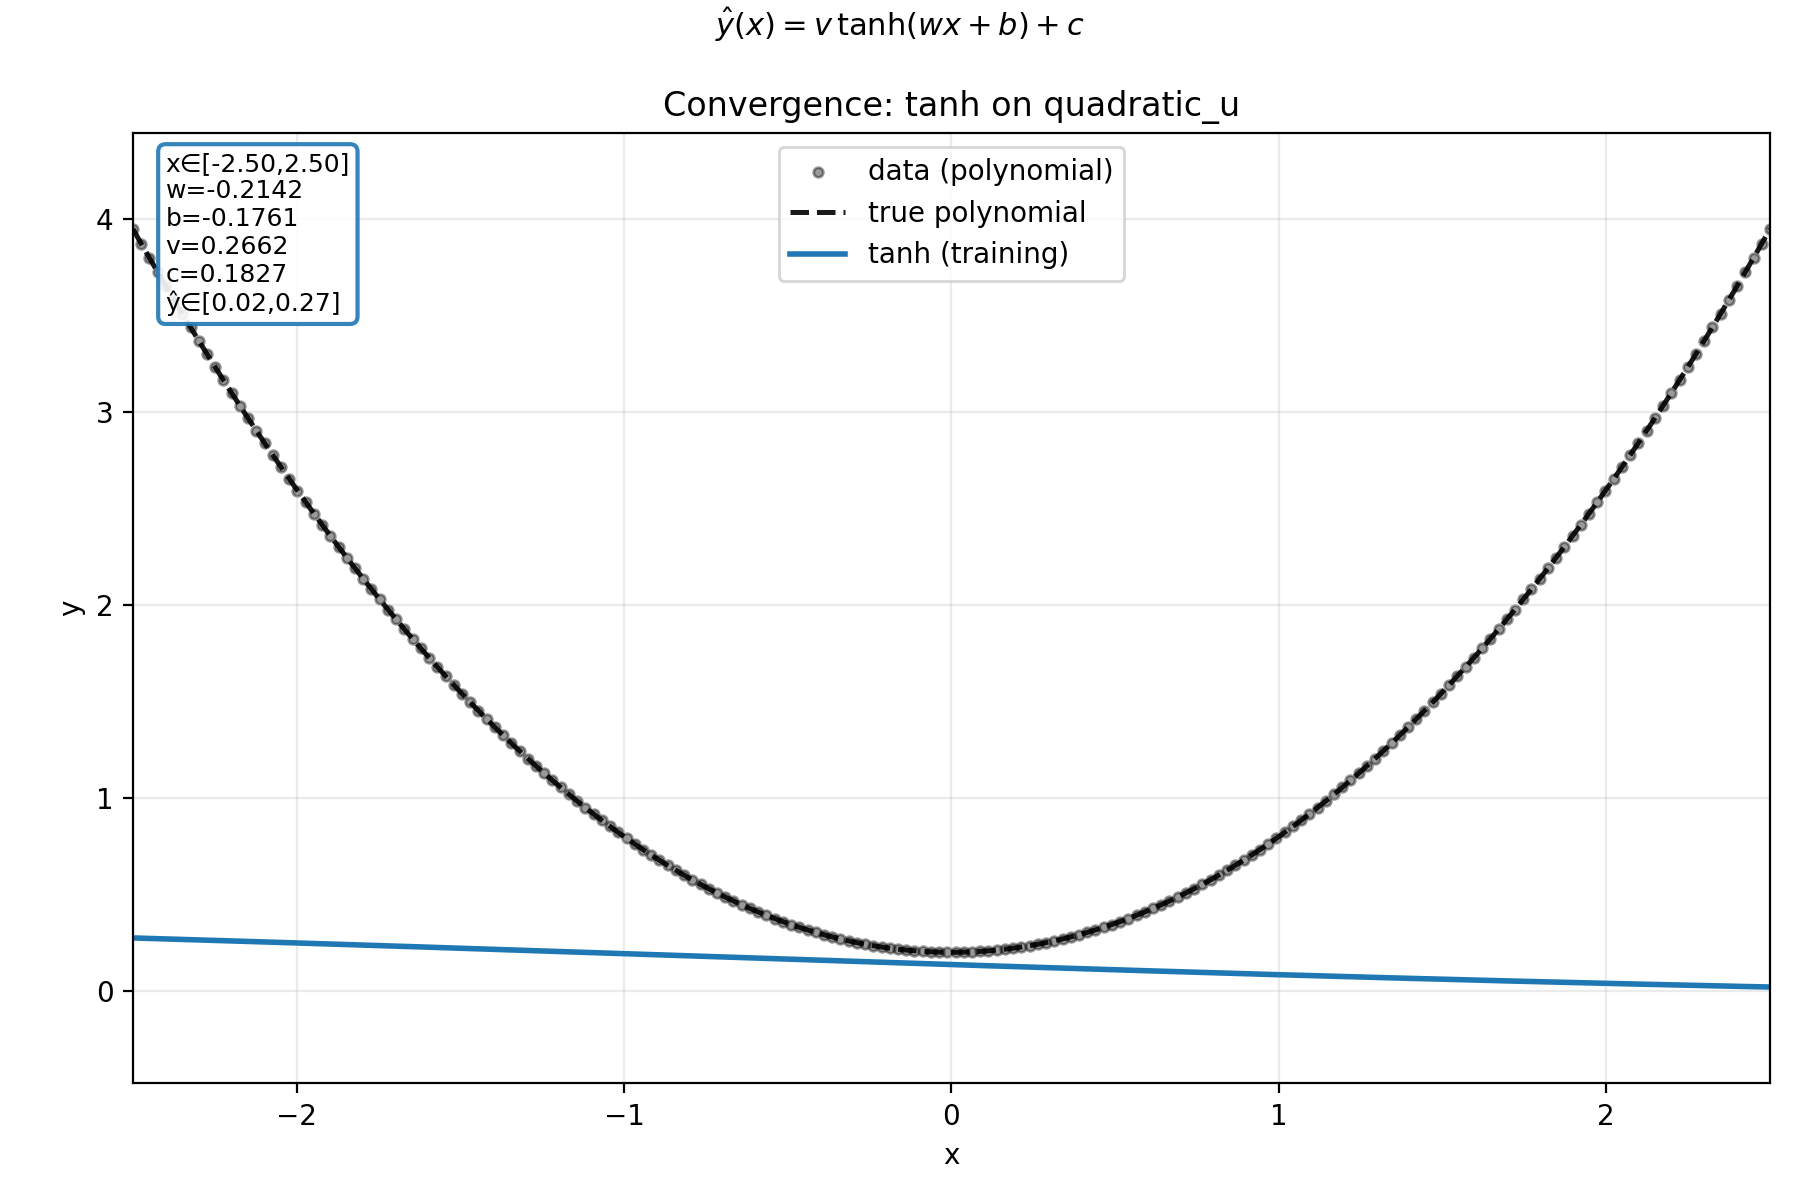 ŷ(x) = v tanh(wx + b) + c
Convergence: tanh on quadratic_u
x∈[-2.50,2.50]
w=-0.2142
b=-0.1761
v=0.2662
c=0.1827
ŷ∈[0.02,0.27]
data (polynomial)
true polynomial
tanh (training)
4
3
2
1
0
y
−2
−1
0
1
2
x